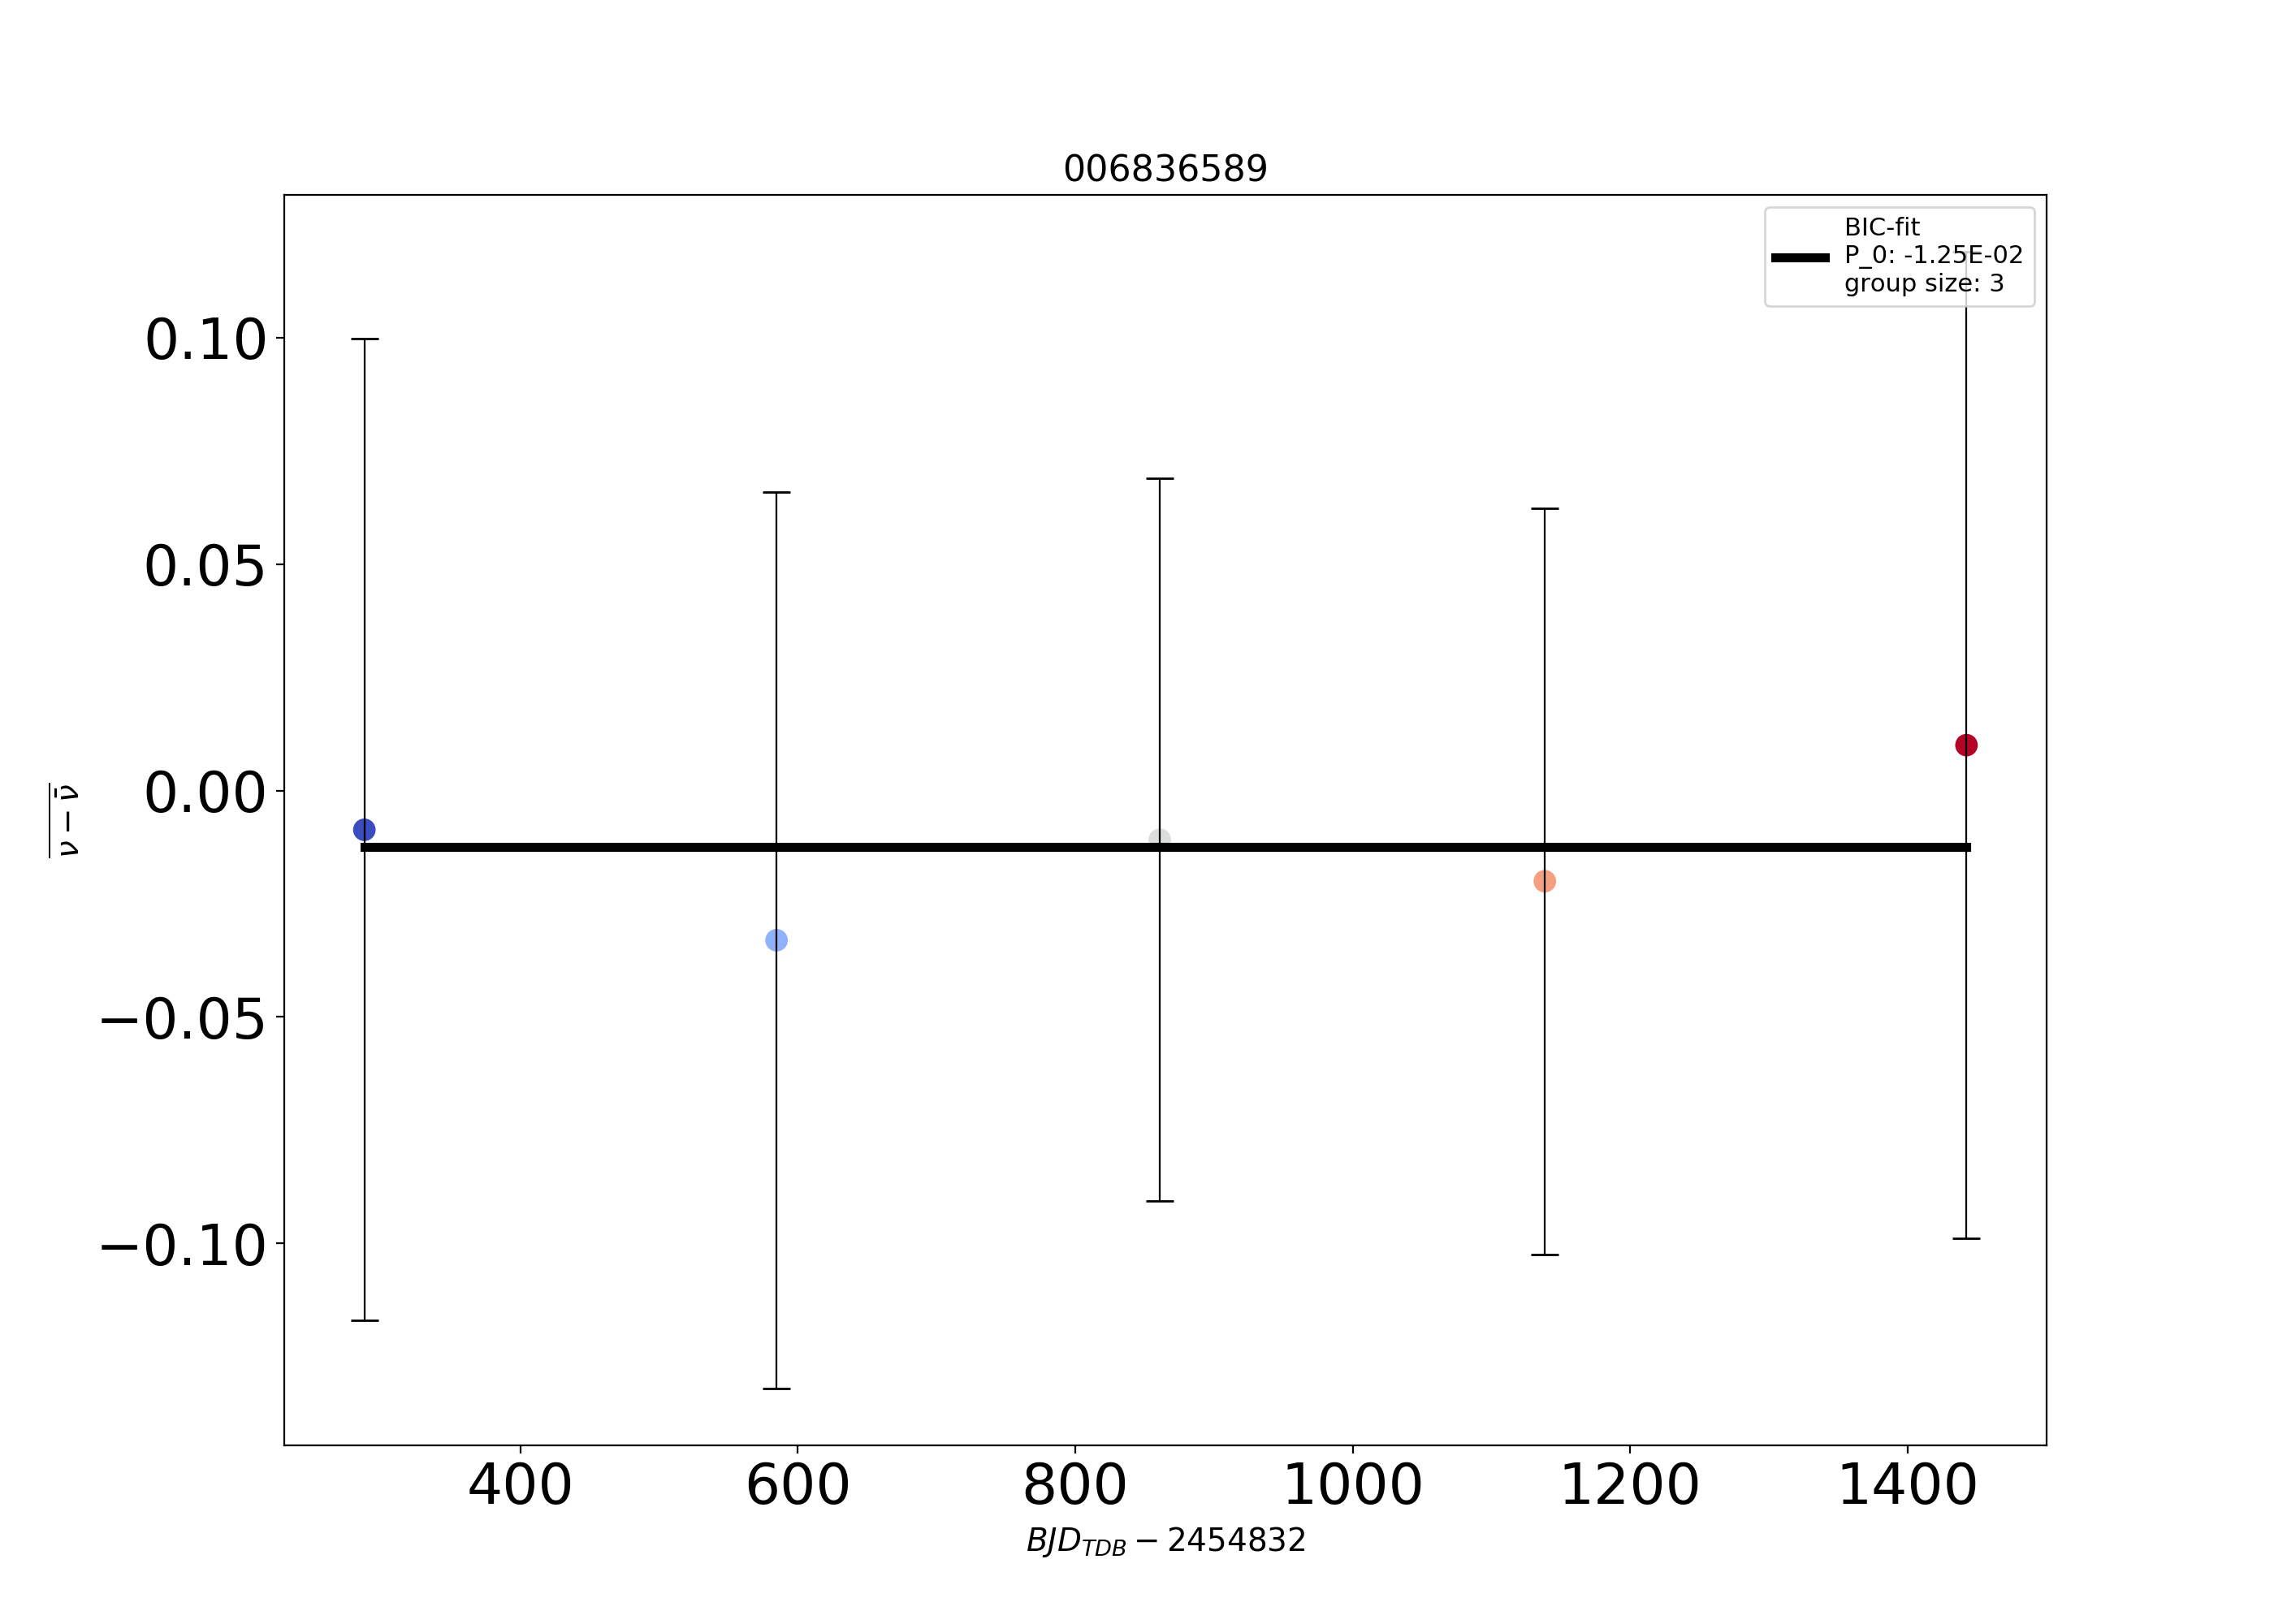 006836589
BIC-fit
P_0: -1.25E-02
group size: 3
0.10
0.05
0.00
−0.05
−0.10
ν − ν̄
400 600 800 1000 1200 1400
BJD_TDB − 2454832